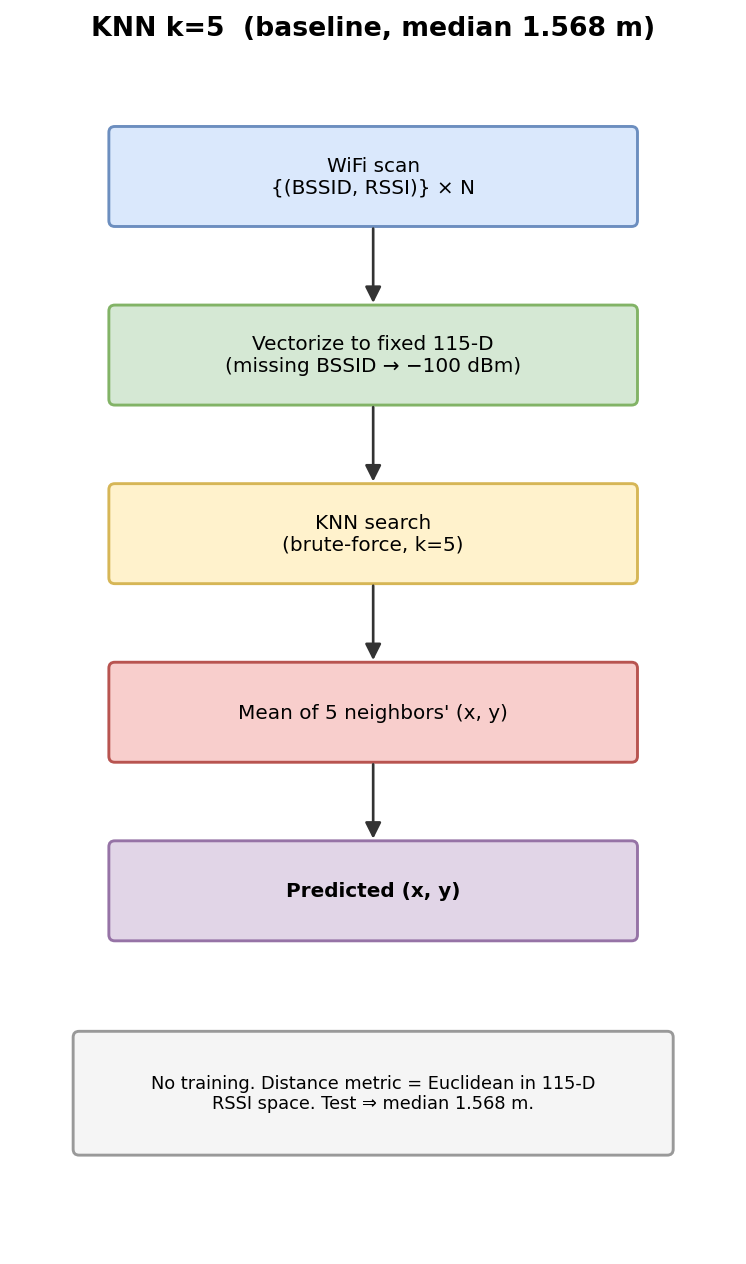 KNN k=5  (baseline, median 1.568 m)
WiFi scan
{(BSSID, RSSI)} × N
Vectorize to fixed 115-D
(missing BSSID → −100 dBm)
KNN search
(brute-force, k=5)
Mean of 5 neighbors' (x, y)
Predicted (x, y)
No training. Distance metric = Euclidean in 115-D
RSSI space. Test ⇒ median 1.568 m.